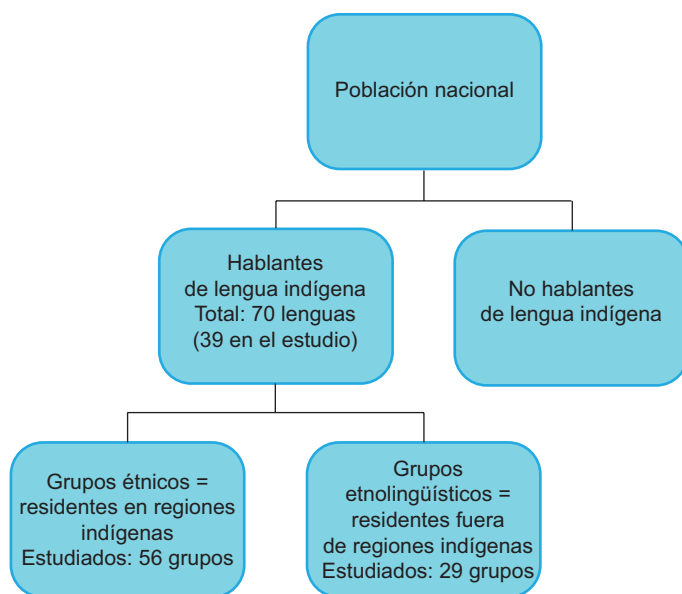 Población nacional
Hablantes
de lengua indígena
Total: 70 lenguas
(39 en el estudio)
No hablantes
de lengua indígena
Grupos étnicos =
residentes en regiones
indígenas
Estudiados: 56 grupos
Grupos
etnolingüísticos =
residentes fuera
de regiones indígenas
Estudiados: 29 grupos